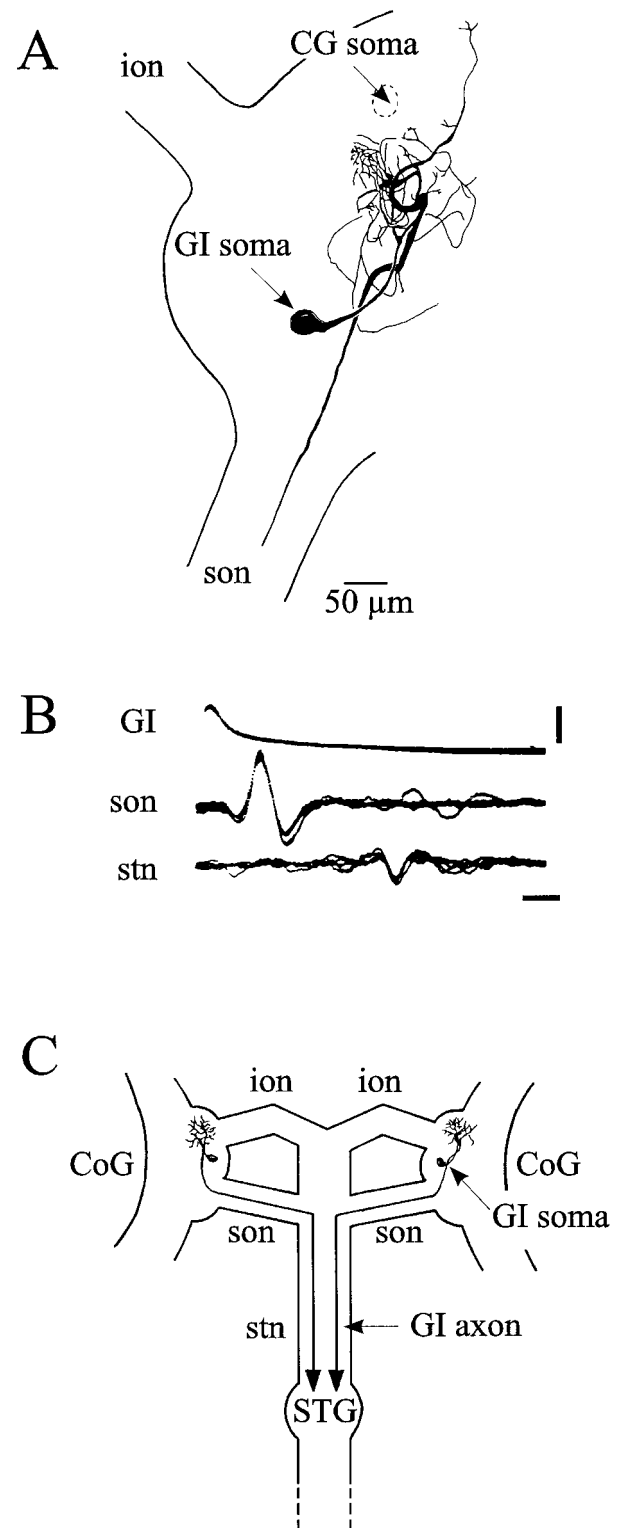 A
ion
CG soma
GI soma
son
50 µm
B
GI
son
stn
C
ion ion
CoG CoG
GI soma
son son
stn GI axon
STG